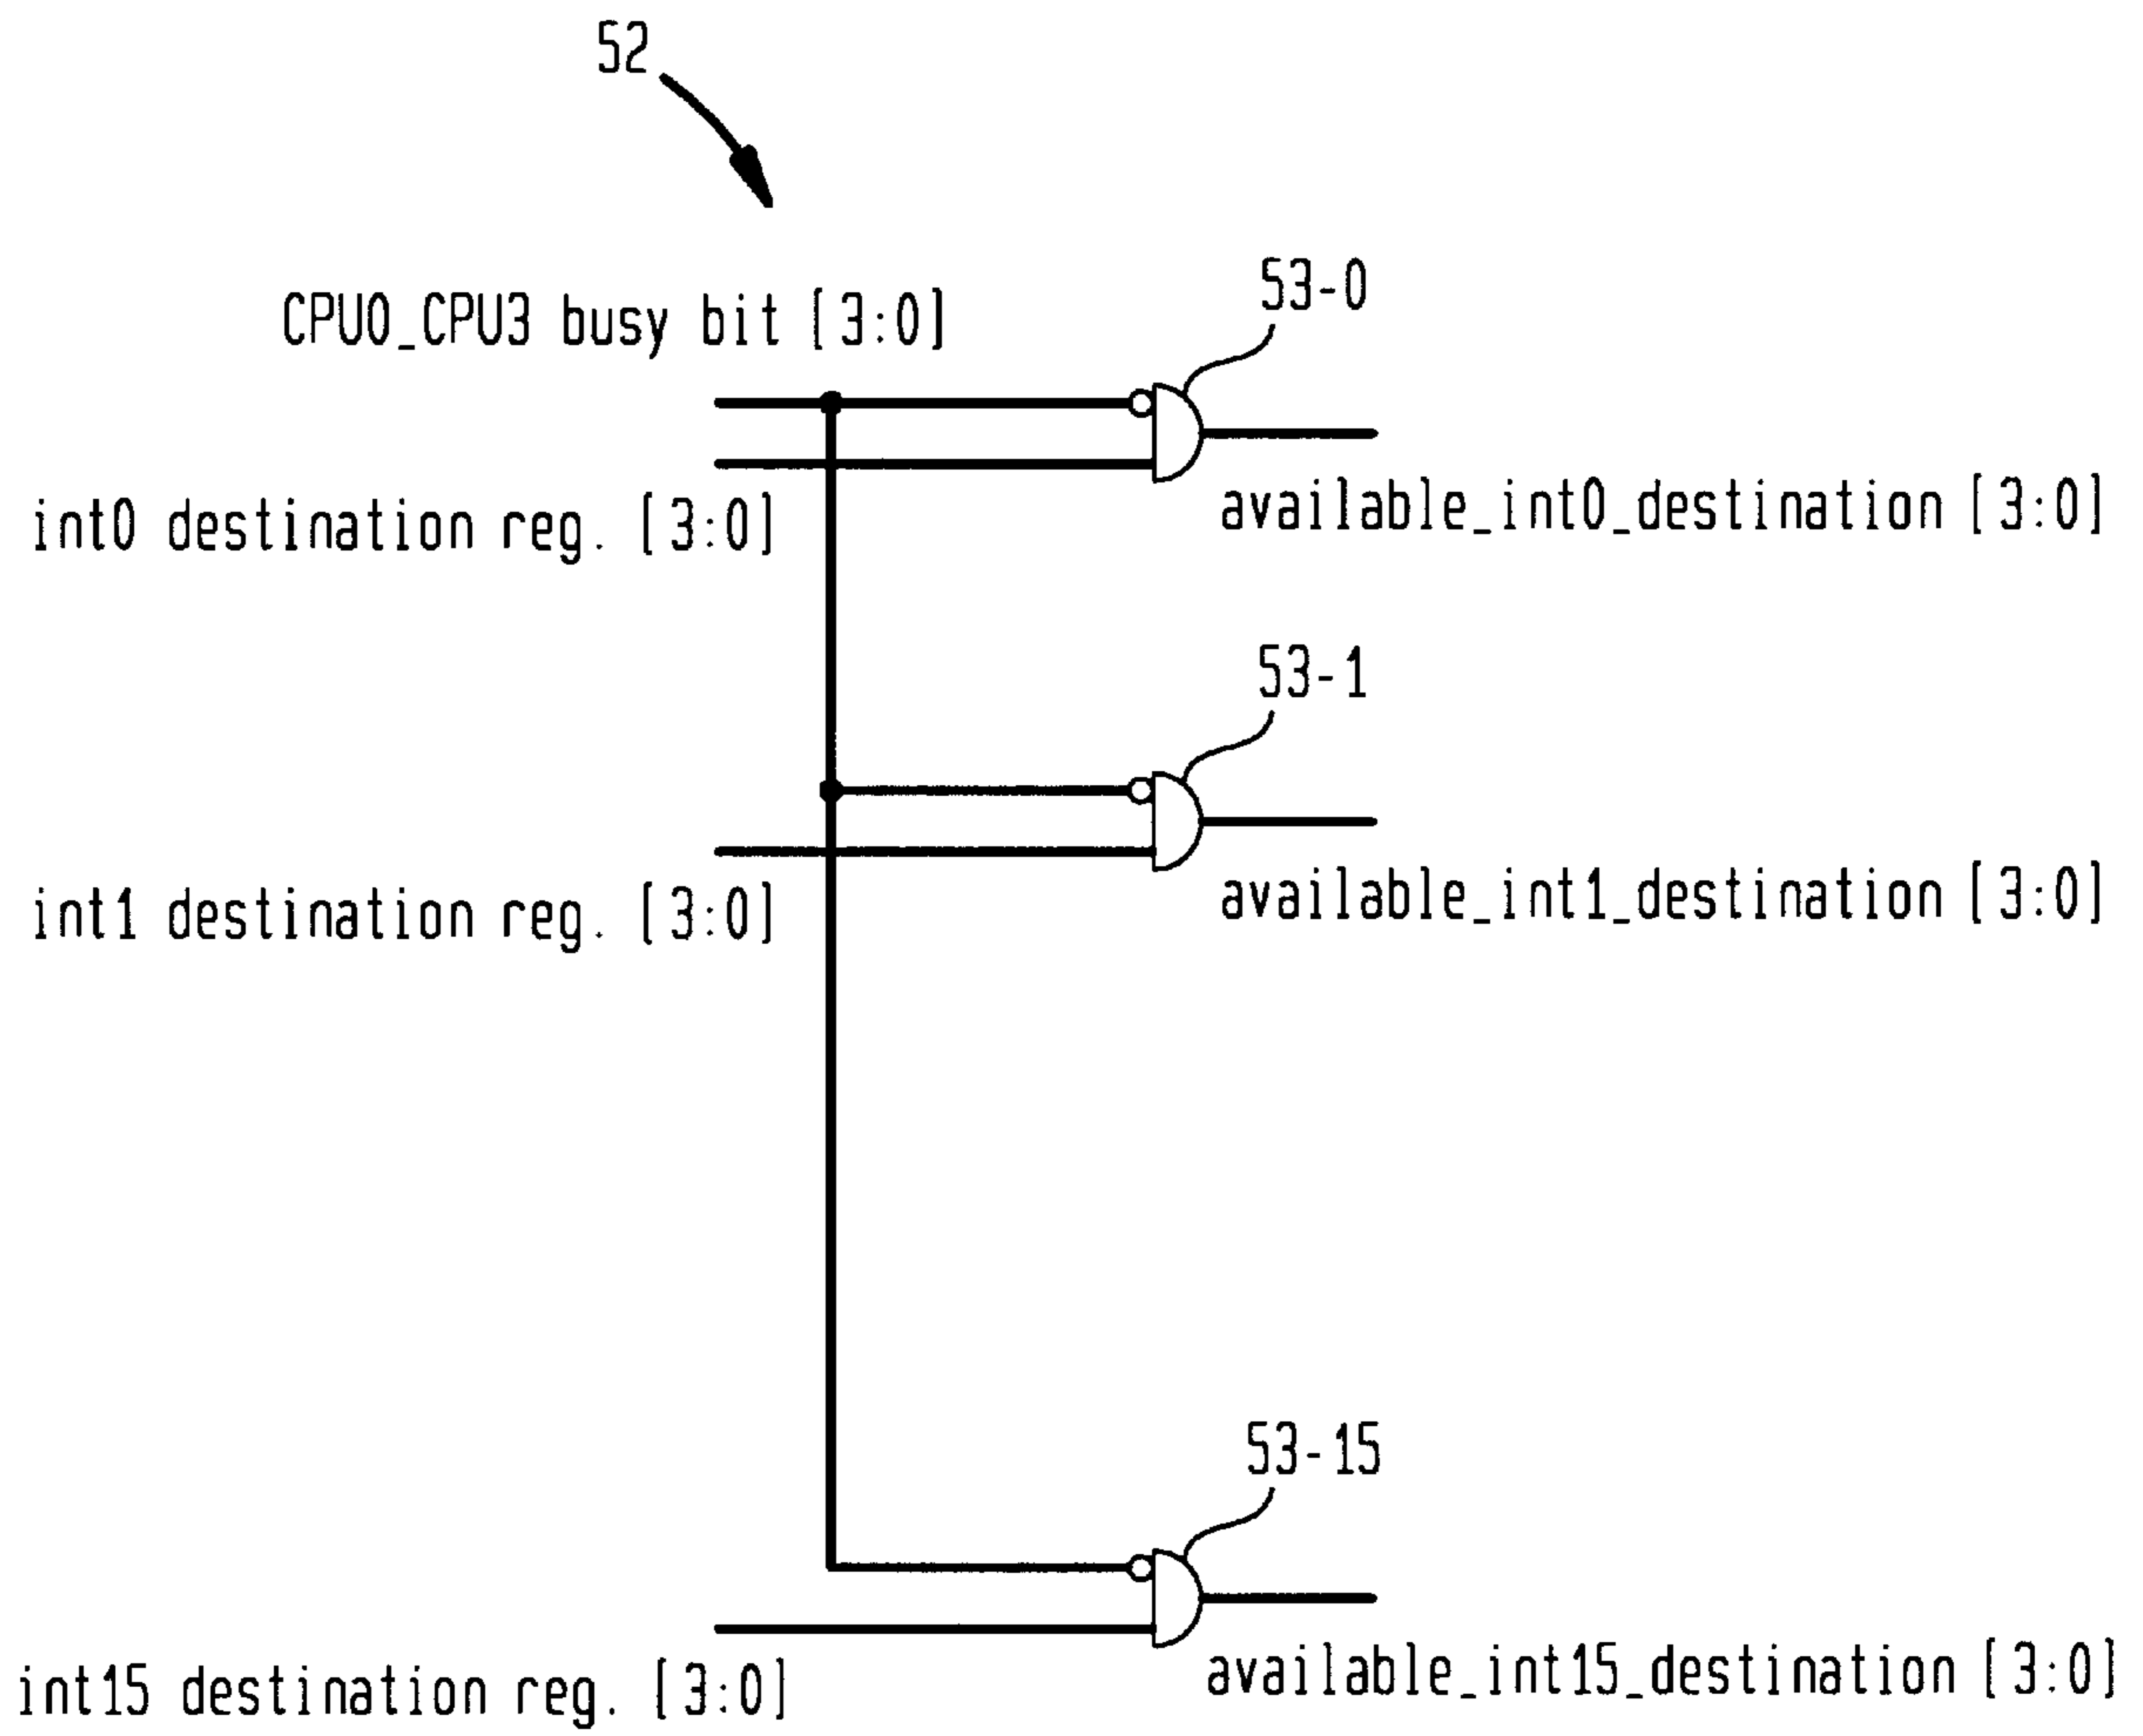 52
53-0
CPU0_CPU3 busy bit [3:0]
int0 destination reg. [3:0]
available_int0_destination [3:0]
53-1
int1 destination reg. [3:0]
available_int1_destination [3:0]
53-15
int15 destination reg. [3:0]
available_int15_destination [3:0]